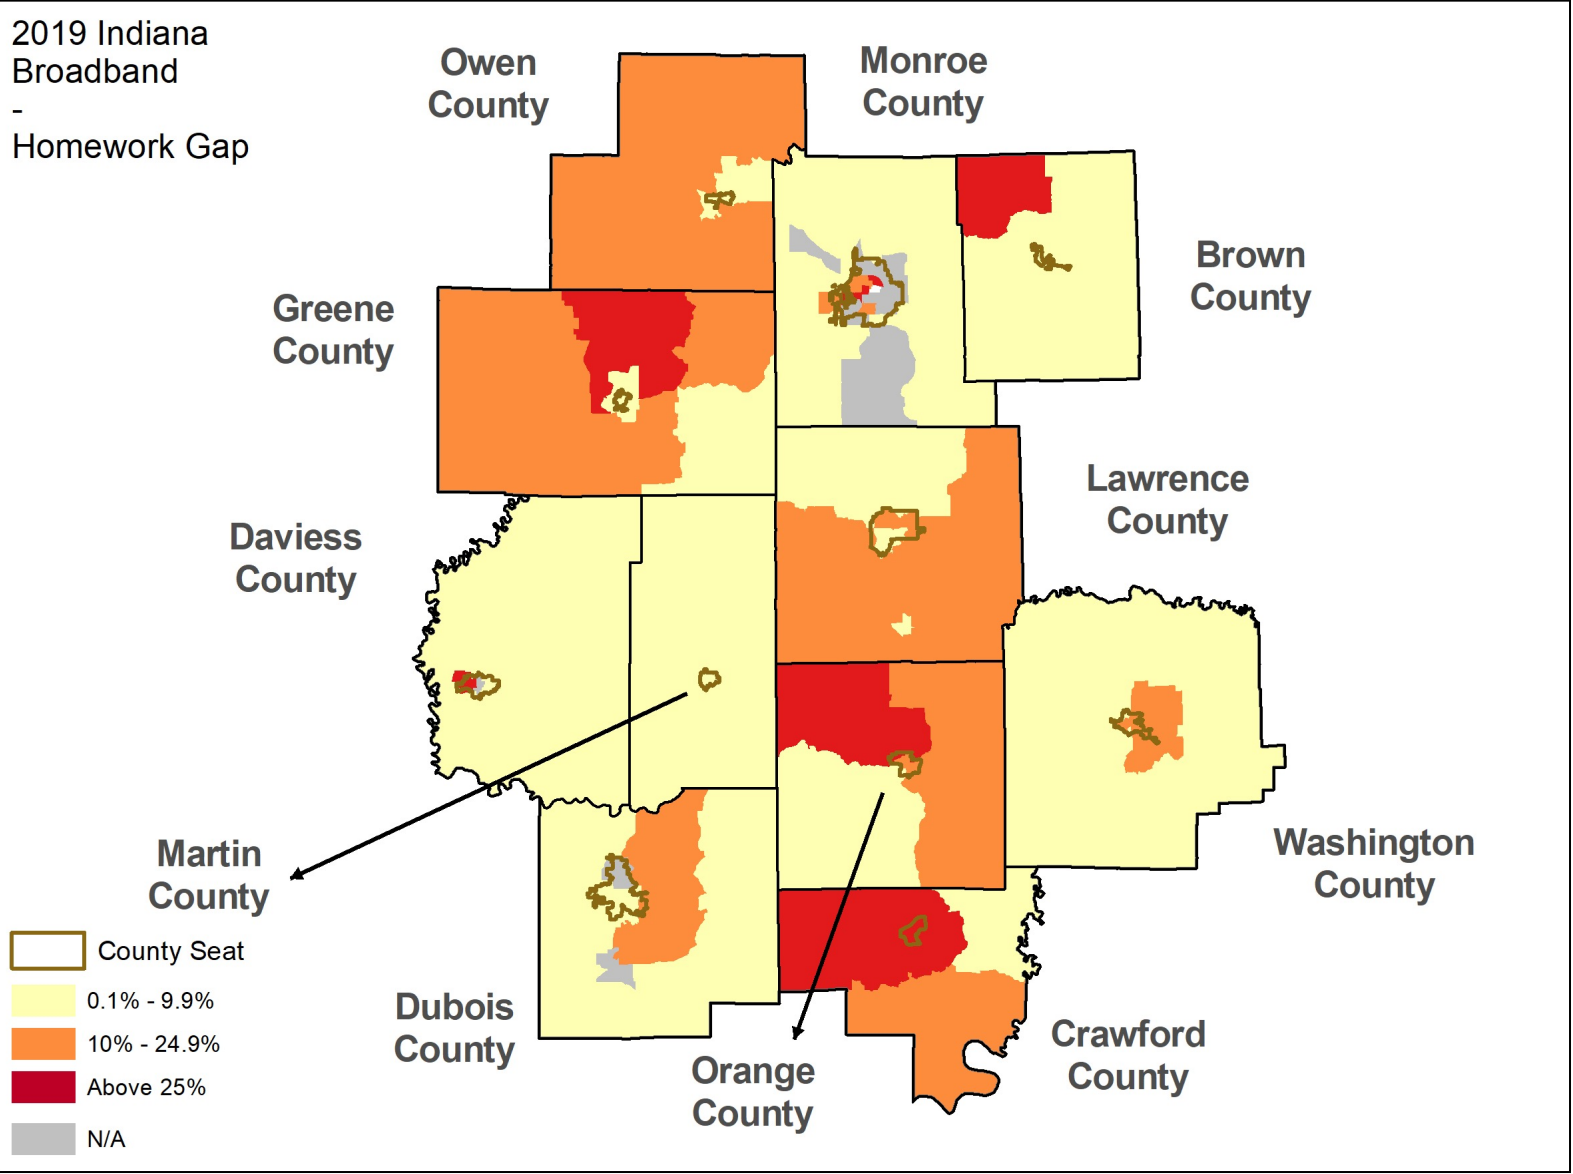 2019 Indiana
Broadband
-
Homework Gap
Owen
County
Monroe
County
Brown
County
Greene
County
Lawrence
County
Daviess
County
Martin
County
Washington
County
Dubois
County
Orange
County
Crawford
County
County Seat
0.1% - 9.9%
10% - 24.9%
Above 25%
N/A